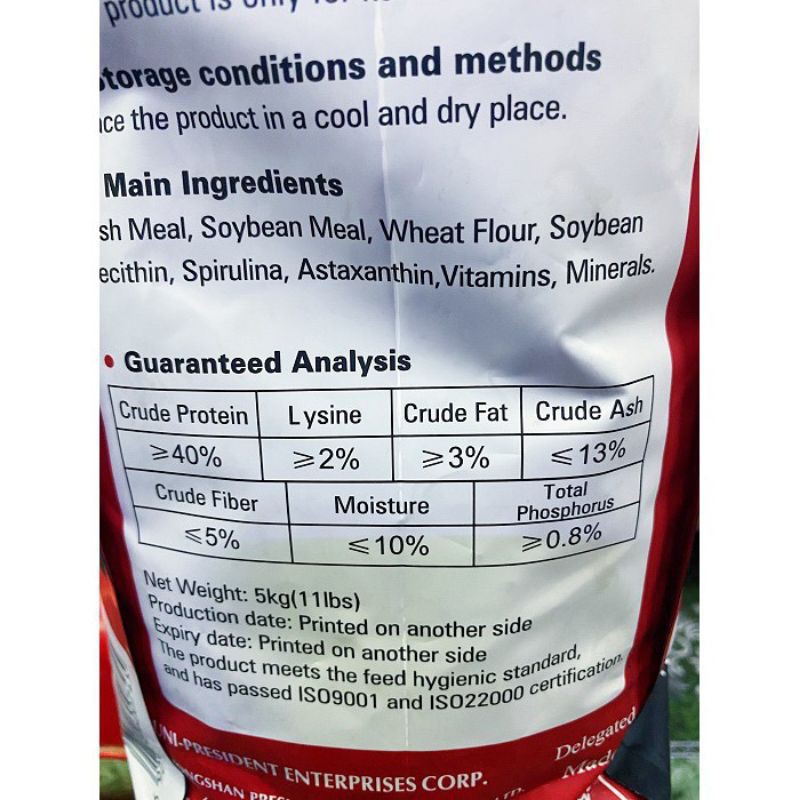 product is only for
Storage conditions and methods
ace the product in a cool and dry place.
Main Ingredients
sh Meal, Soybean Meal, Wheat Flour, Soybean
ecithin, Spirulina, Astaxanthin, Vitamins, Minerals.
• Guaranteed Analysis
Crude Protein Lysine Crude Fat Crude Ash
≥40% ≥2% ≥3% ≤13%
Crude Fiber Moisture Total Phosphorus
≤5% ≤10% ≥0.8%
Net Weight: 5kg(11lbs)
Production date: Printed on another side
Expiry date: Printed on another side
The product meets the feed hygienic standard,
and has passed ISO9001 and ISO22000 certification.
UNI-PRESIDENT ENTERPRISES CORP.
Delegated
Made